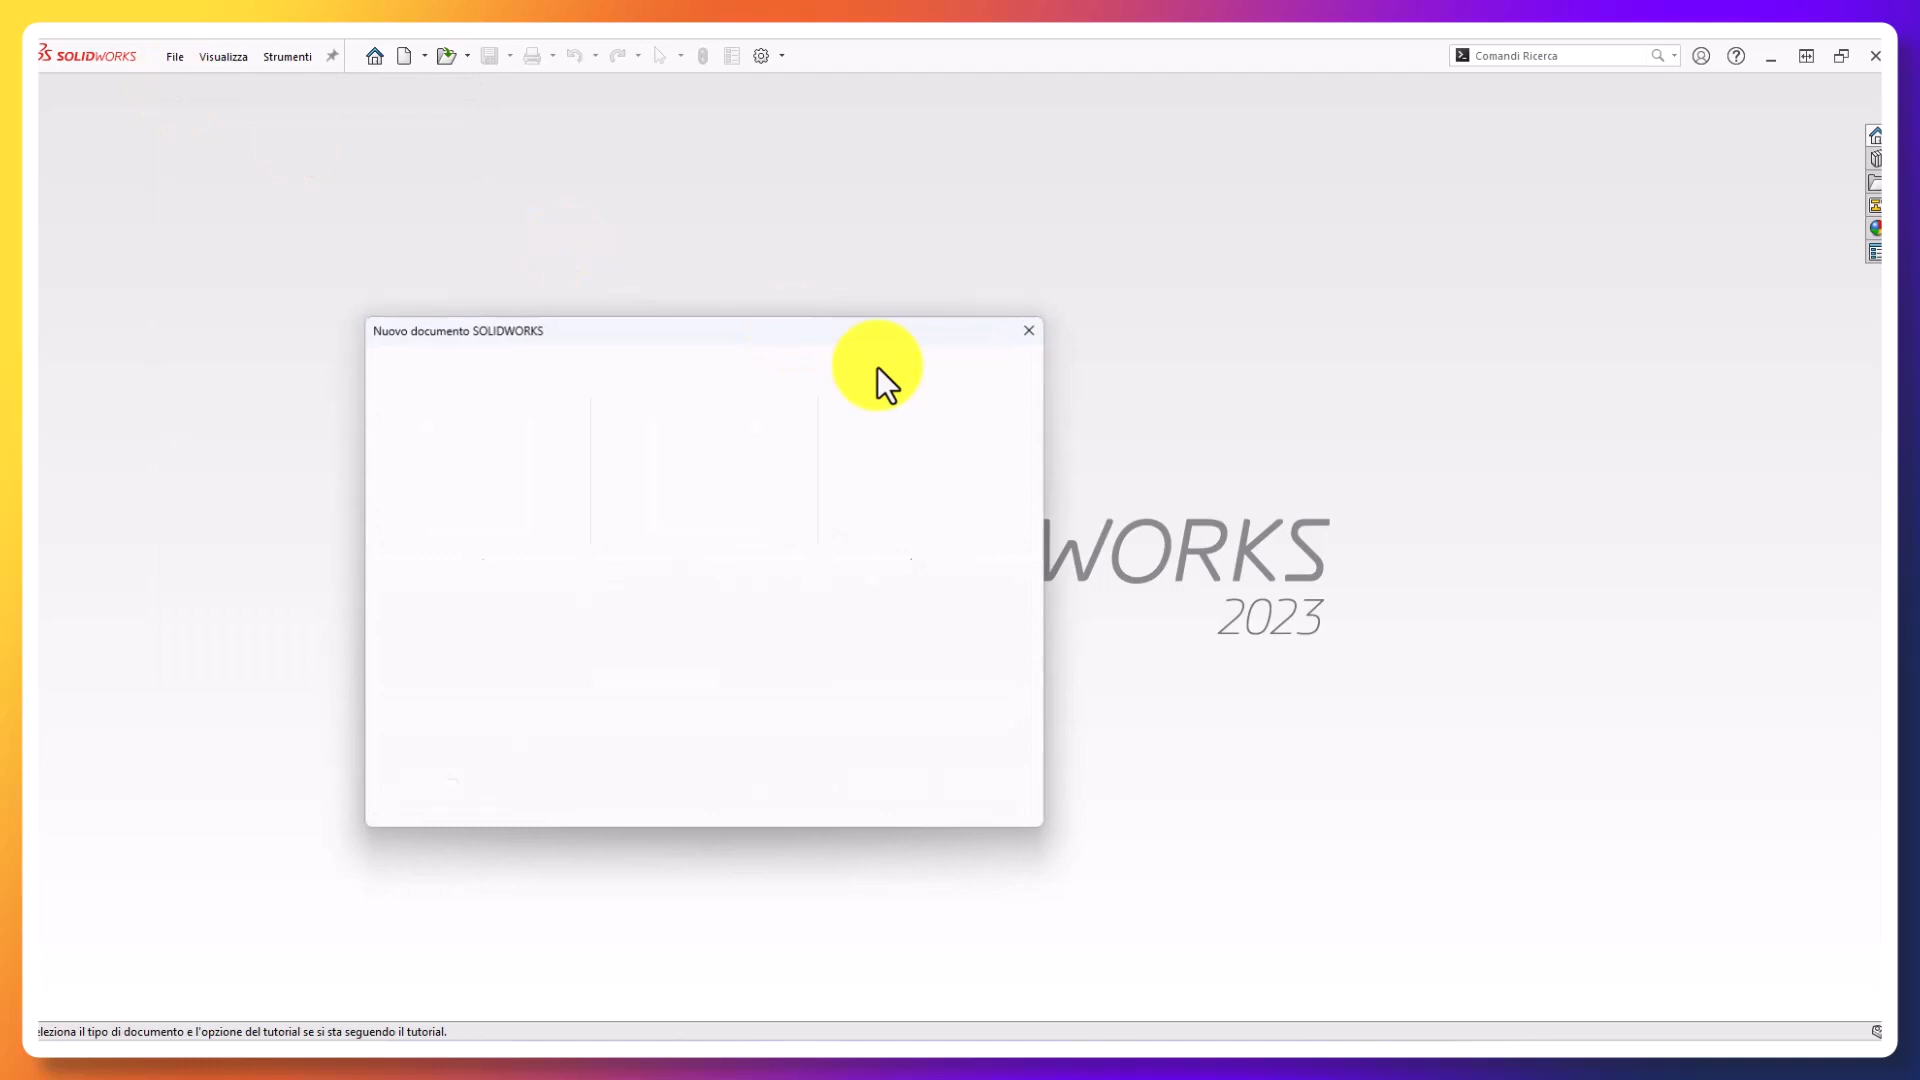 SOLIDWORKS File Visualizza Strumenti Comandi Ricerca
Nuovo documento SOLIDWORKS
WORKS
2023
eleziona il tipo di documento e l'opzione del tutorial se si sta seguendo il tutorial.